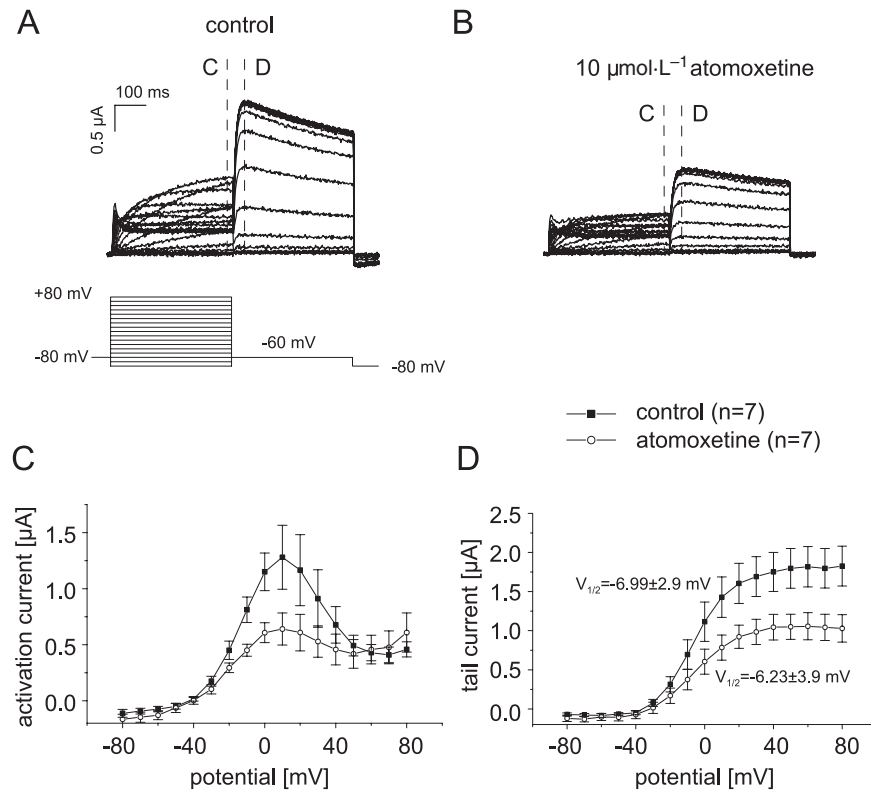 A
control
C
D
100 ms
0.5 µA
+80 mV
-80 mV
-60 mV
-80 mV
B
10 µmol·L⁻¹ atomoxetine
C
D
control (n=7)
atomoxetine (n=7)
C
activation current [µA]
1.5
1.0
0.5
0.0
-80
-40
0
40
80
potential [mV]
D
tail current [µA]
2.5
2.0
1.5
1.0
0.5
0.0
V1/2=-6.99±2.9 mV
V1/2=-6.23±3.9 mV
-80
-40
0
40
80
potential [mV]